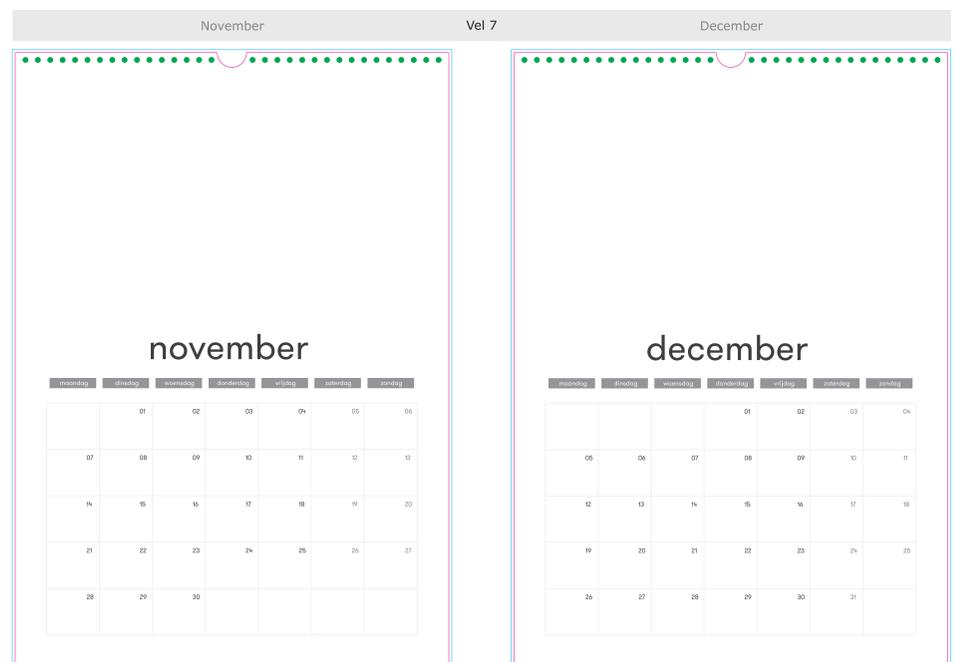 November
Vel 7
December
november
maandag dinsdag woensdag donderdag vrijdag zaterdag zondag
01 02 03 04 05 06
07 08 09 10 11 12 13
14 15 16 17 18 19 20
21 22 23 24 25 26 27
28 29 30
december
maandag dinsdag woensdag donderdag vrijdag zaterdag zondag
01 02 03 04
05 06 07 08 09 10 11
12 13 14 15 16 17 18
19 20 21 22 23 24 25
26 27 28 29 30 31